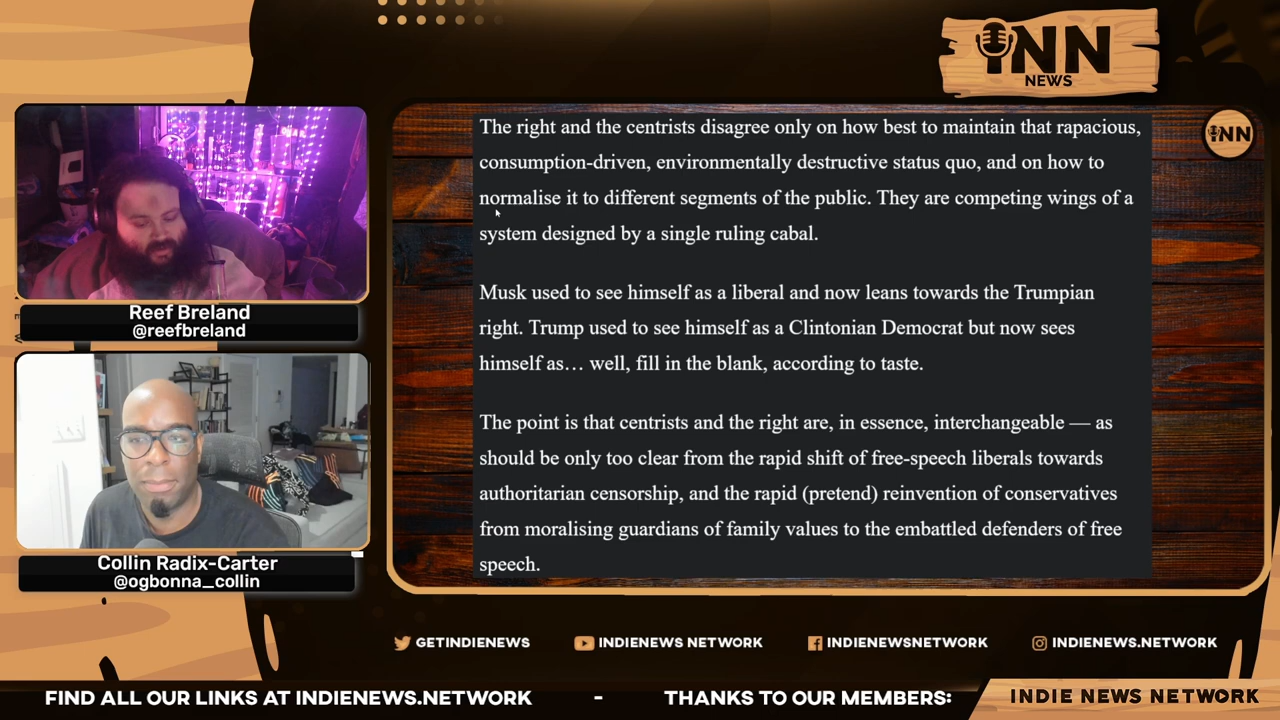 INN
NEWS
The right and the centrists disagree only on how best to maintain that rapacious,
consumption-driven, environmentally destructive status quo, and on how to
normalise it to different segments of the public. They are competing wings of a
system designed by a single ruling cabal.
Musk used to see himself as a liberal and now leans towards the Trumpian
right. Trump used to see himself as a Clintonian Democrat but now sees
himself as… well, fill in the blank, according to taste.
The point is that centrists and the right are, in essence, interchangeable — as
should be only too clear from the rapid shift of free-speech liberals towards
authoritarian censorship, and the rapid (pretend) reinvention of conservatives
from moralising guardians of family values to the embattled defenders of free
speech.
INN
Reef Breland
@reefbreland
Collin Radix-Carter
@ogbonna_collin
GETINDIENEWS
INDIENEWS NETWORK
INDIENEWSNETWORK
INDIENEWS.NETWORK
FIND ALL OUR LINKS AT INDIENEWS.NETWORK - THANKS TO OUR MEMBERS:
INDIE NEWS NETWORK